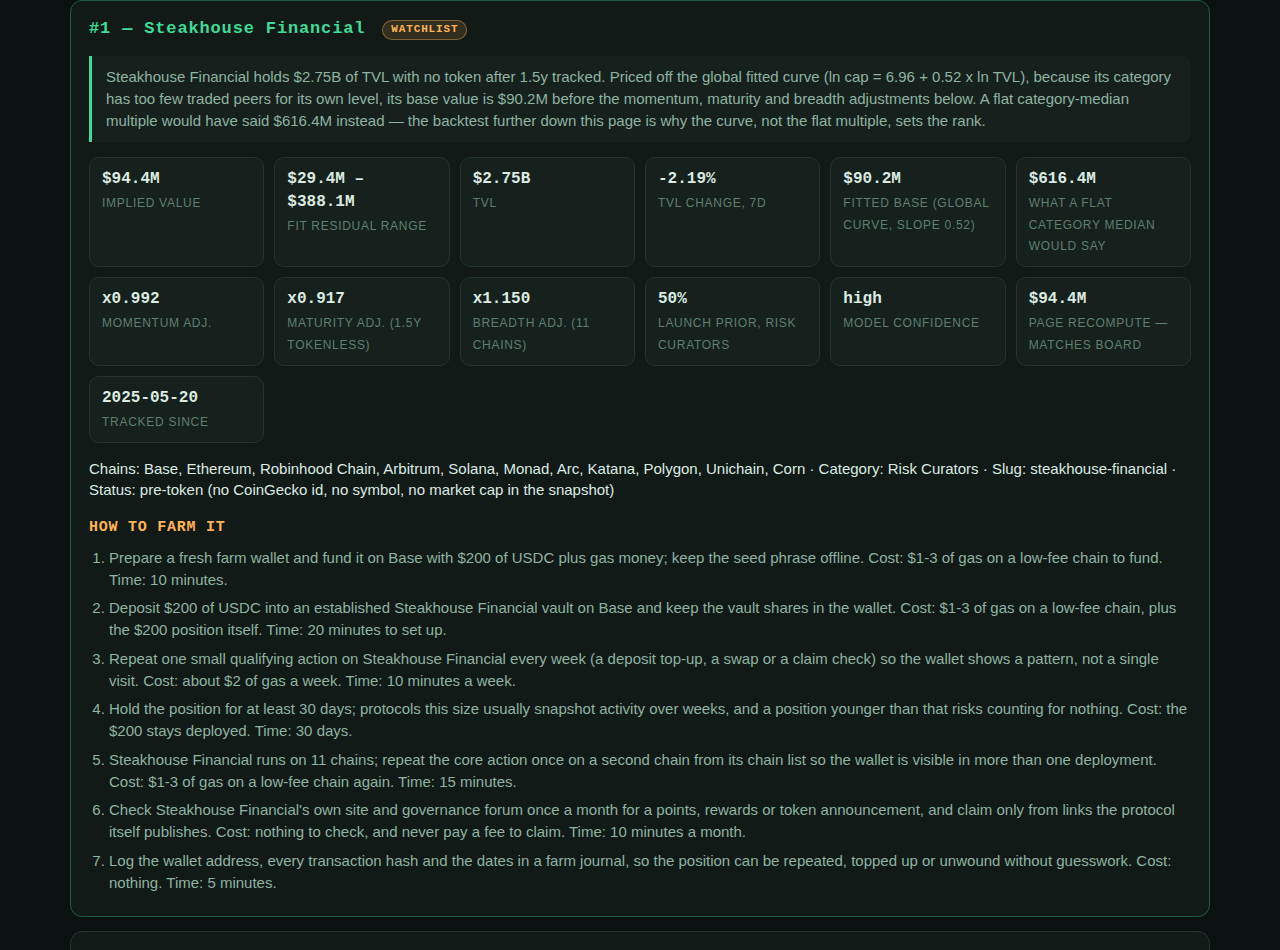 #1 — Steakhouse Financial WATCHLIST
Steakhouse Financial holds $2.75B of TVL with no token after 1.5y tracked. Priced off the global fitted curve (ln cap = 6.96 + 0.52 x ln TVL), because its category
has too few traded peers for its own level, its base value is $90.2M before the momentum, maturity and breadth adjustments below. A flat category-median
multiple would have said $616.4M instead — the backtest further down this page is why the curve, not the flat multiple, sets the rank.
$94.4M
IMPLIED VALUE
$29.4M –
$388.1M
FIT RESIDUAL RANGE
$2.75B
TVL
-2.19%
TVL CHANGE, 7D
$90.2M
FITTED BASE (GLOBAL
CURVE, SLOPE 0.52)
$616.4M
WHAT A FLAT
CATEGORY MEDIAN
WOULD SAY
x0.992
MOMENTUM ADJ.
x0.917
MATURITY ADJ. (1.5Y
TOKENLESS)
x1.150
BREADTH ADJ. (11
CHAINS)
50%
LAUNCH PRIOR, RISK
CURATORS
high
MODEL CONFIDENCE
$94.4M
PAGE RECOMPUTE —
MATCHES BOARD
2025-05-20
TRACKED SINCE
Chains: Base, Ethereum, Robinhood Chain, Arbitrum, Solana, Monad, Arc, Katana, Polygon, Unichain, Corn · Category: Risk Curators · Slug: steakhouse-financial ·
Status: pre-token (no CoinGecko id, no symbol, no market cap in the snapshot)
HOW TO FARM IT
1. Prepare a fresh farm wallet and fund it on Base with $200 of USDC plus gas money; keep the seed phrase offline. Cost: $1-3 of gas on a low-fee chain to fund.
Time: 10 minutes.
2. Deposit $200 of USDC into an established Steakhouse Financial vault on Base and keep the vault shares in the wallet. Cost: $1-3 of gas on a low-fee chain, plus
the $200 position itself. Time: 20 minutes to set up.
3. Repeat one small qualifying action on Steakhouse Financial every week (a deposit top-up, a swap or a claim check) so the wallet shows a pattern, not a single
visit. Cost: about $2 of gas a week. Time: 10 minutes a week.
4. Hold the position for at least 30 days; protocols this size usually snapshot activity over weeks, and a position younger than that risks counting for nothing. Cost: the
$200 stays deployed. Time: 30 days.
5. Steakhouse Financial runs on 11 chains; repeat the core action once on a second chain from its chain list so the wallet is visible in more than one deployment.
Cost: $1-3 of gas on a low-fee chain again. Time: 15 minutes.
6. Check Steakhouse Financial's own site and governance forum once a month for a points, rewards or token announcement, and claim only from links the protocol
itself publishes. Cost: nothing to check, and never pay a fee to claim. Time: 10 minutes a month.
7. Log the wallet address, every transaction hash and the dates in a farm journal, so the position can be repeated, topped up or unwound without guesswork. Cost:
nothing. Time: 5 minutes.